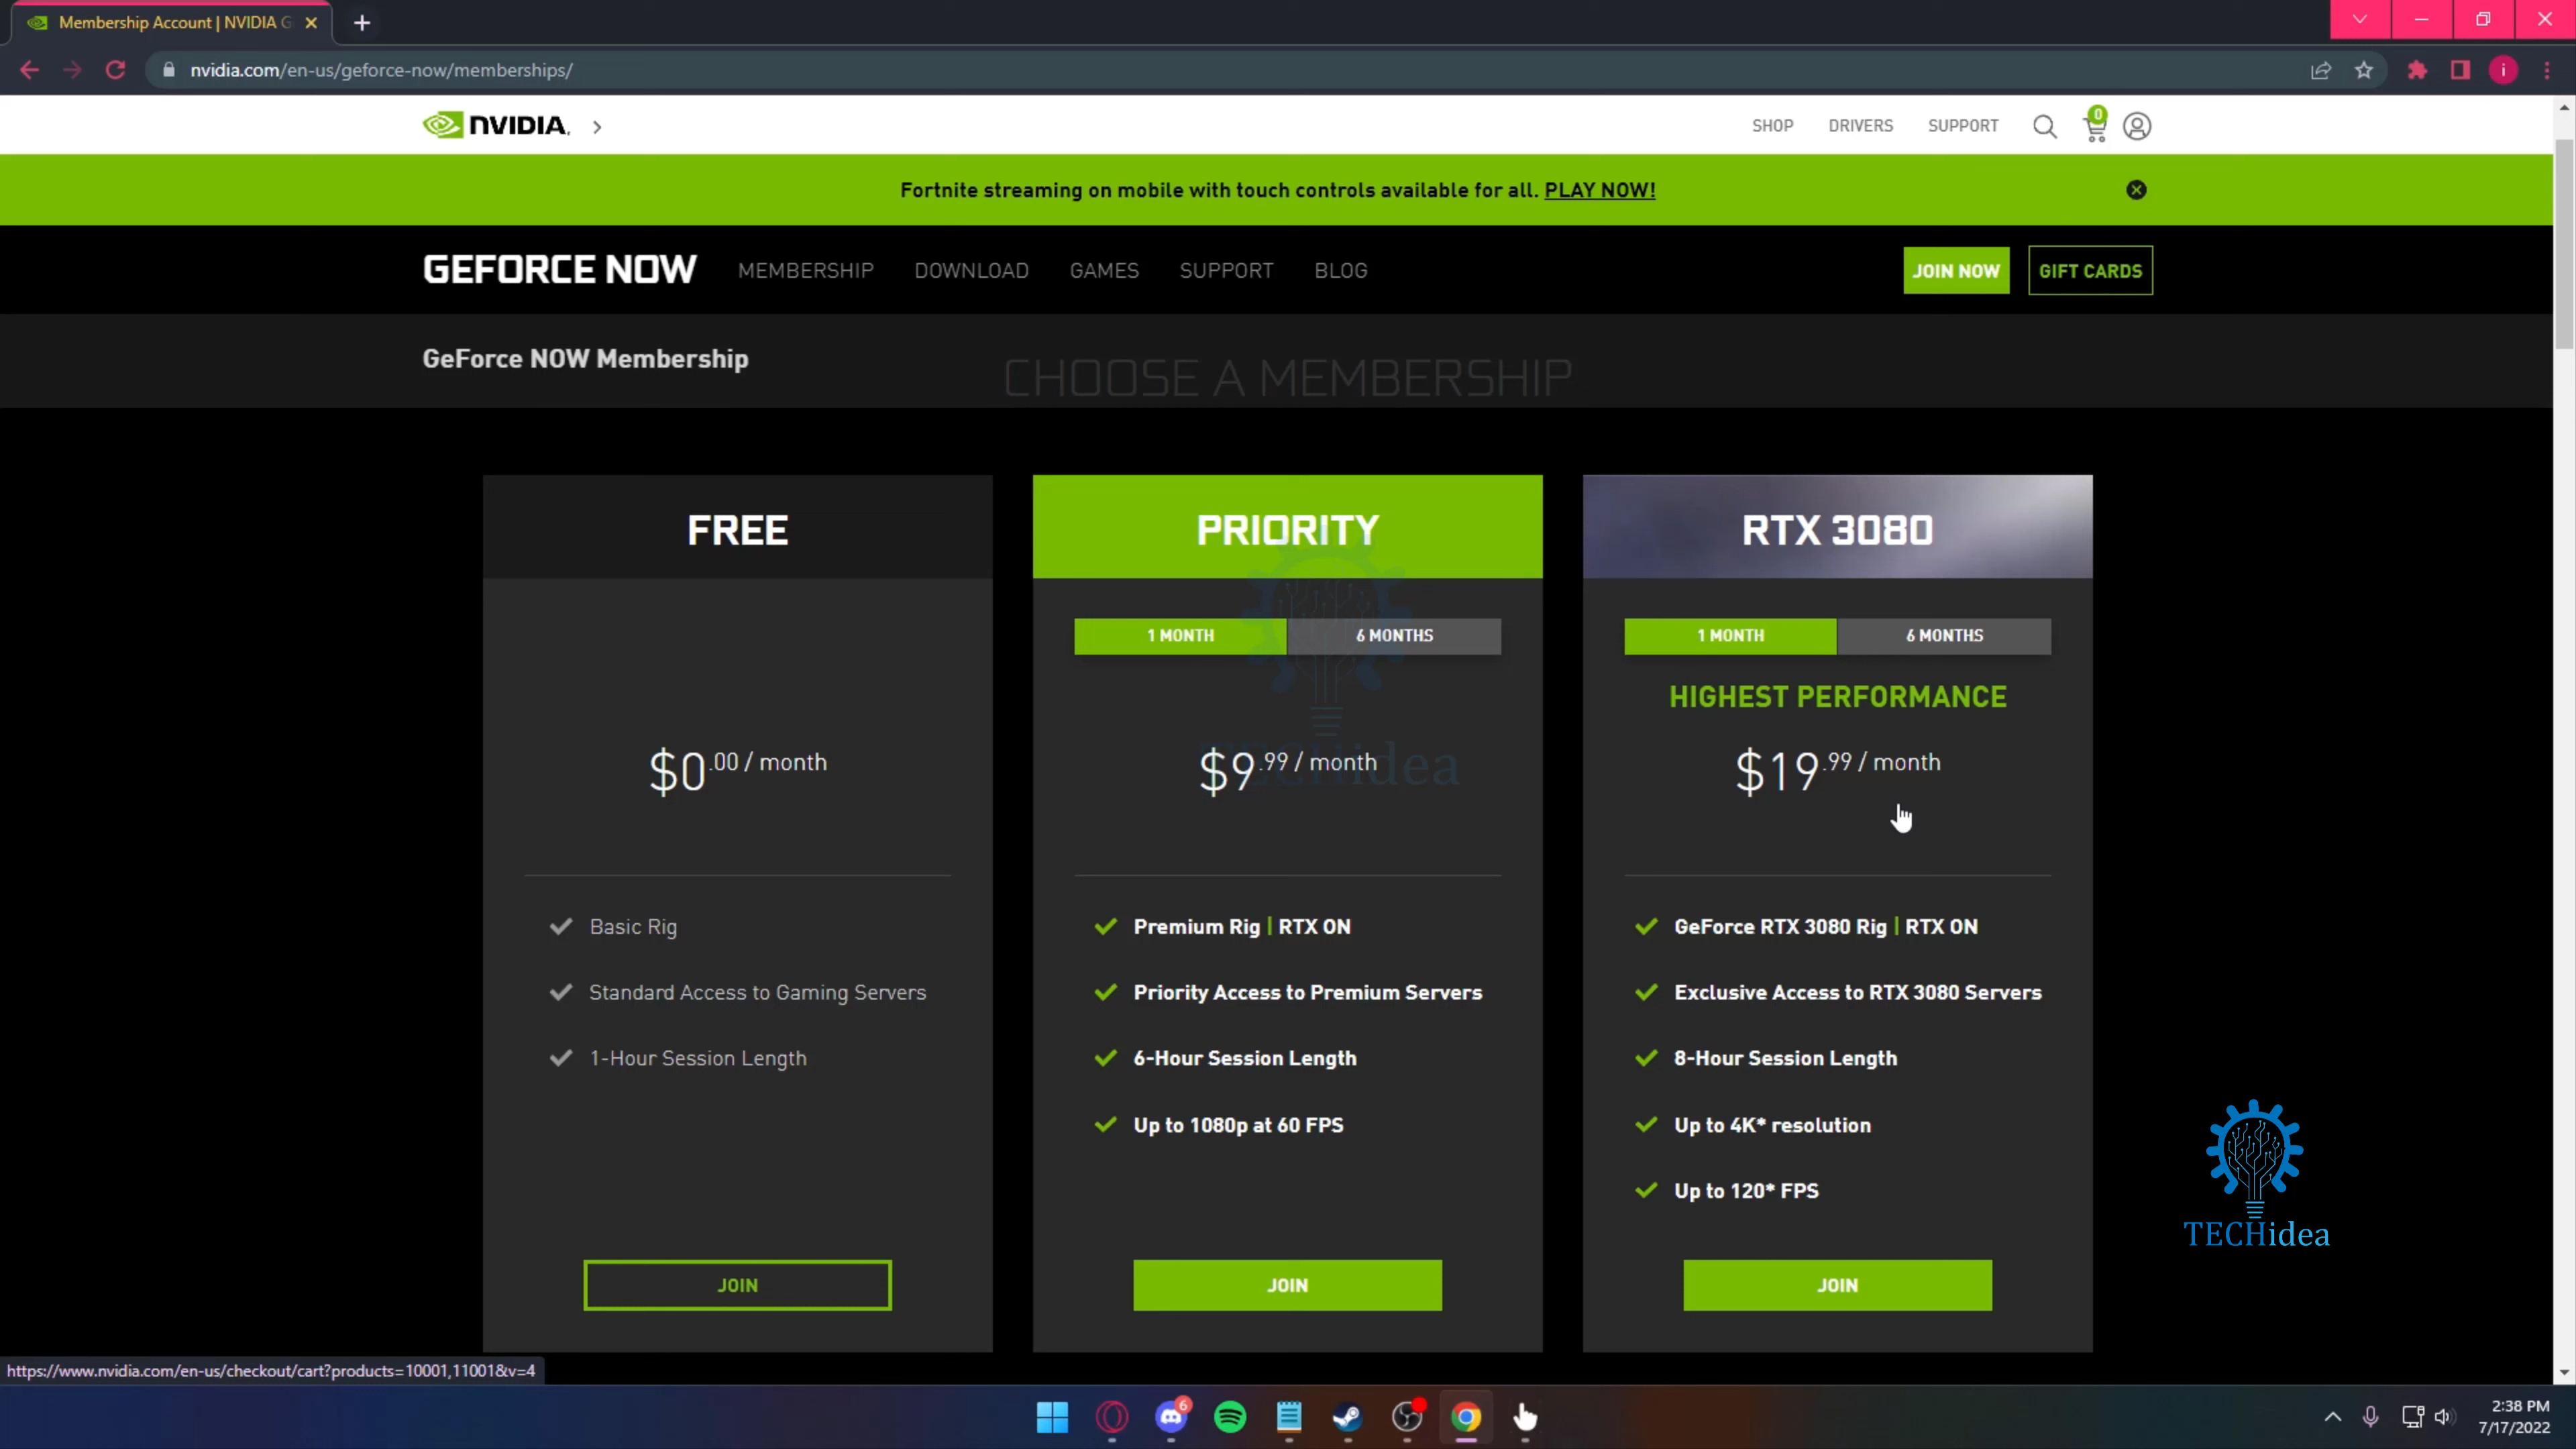 Membership Account | NVIDIA G
nvidia.com/en-us/geforce-now/memberships/
i
NVIDIA.
SHOP
DRIVERS
SUPPORT
0
Fortnite streaming on mobile with touch controls available for all. PLAY NOW!
GEFORCE NOW
MEMBERSHIP
DOWNLOAD
GAMES
SUPPORT
BLOG
JOIN NOW
GIFT CARDS
GeForce NOW Membership
CHOOSE A MEMBERSHIP
FREE
$0.00 / month
Basic Rig
Standard Access to Gaming Servers
1-Hour Session Length
JOIN
PRIORITY
1 MONTH
6 MONTHS
$9.99 / month
TECHidea
Premium Rig | RTX ON
Priority Access to Premium Servers
6-Hour Session Length
Up to 1080p at 60 FPS
JOIN
RTX 3080
1 MONTH
6 MONTHS
HIGHEST PERFORMANCE
$19.99 / month
GeForce RTX 3080 Rig | RTX ON
Exclusive Access to RTX 3080 Servers
8-Hour Session Length
Up to 4K* resolution
Up to 120* FPS
JOIN
TECHidea
https://www.nvidia.com/en-us/checkout/cart?products=10001,11001&v=4
6
2:38 PM
7/17/2022